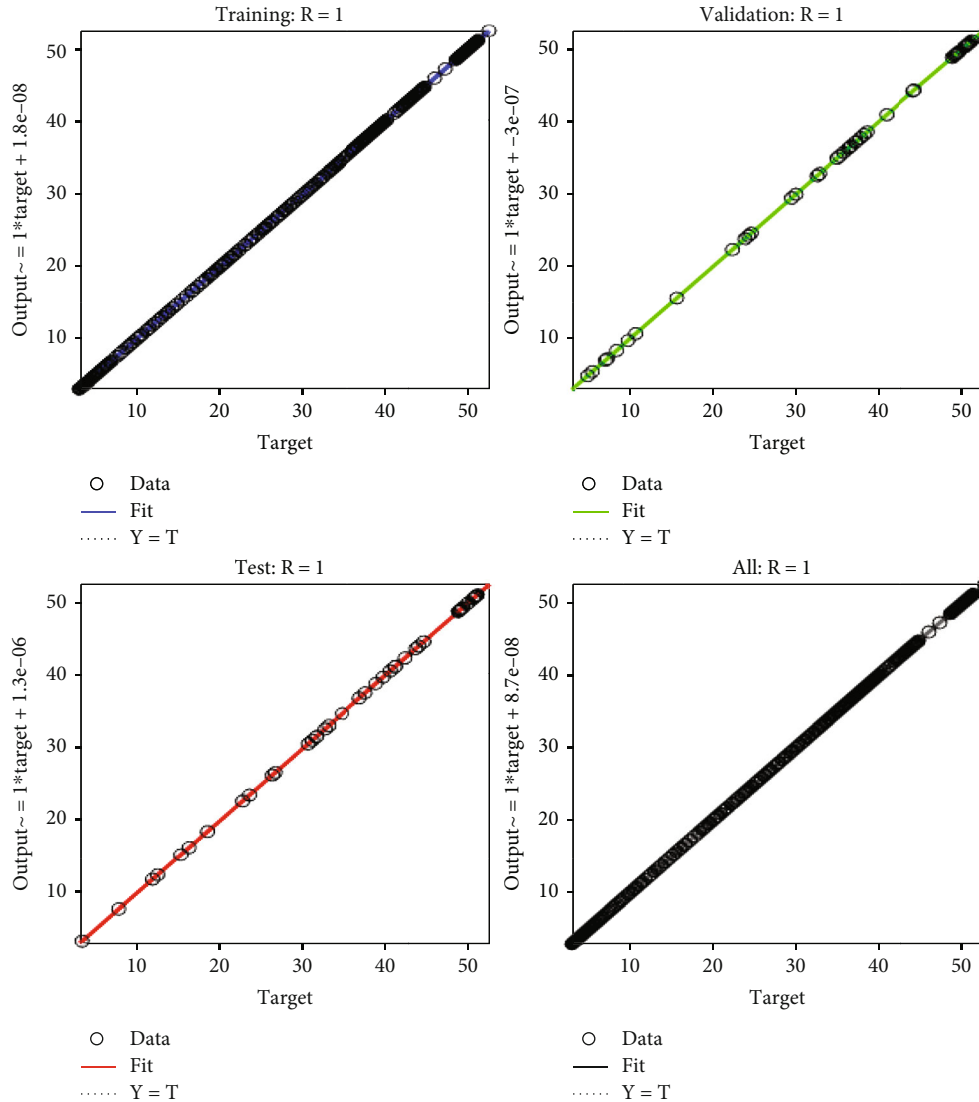 Training: R = 1
Output~ = 1*target + 1.8e–08
50
40
30
20
10
10 20 30 40 50
Target
Data
Fit
Y = T
Validation: R = 1
Output~ = 1*target + –3e–07
50
40
30
20
10
10 20 30 40 50
Target
Data
Fit
Y = T
Test: R = 1
Output~ = 1*target + 1.3e–06
50
40
30
20
10
10 20 30 40 50
Target
Data
Fit
Y = T
All: R = 1
Output~ = 1*target + 8.7e–08
50
40
30
20
10
10 20 30 40 50
Target
Data
Fit
Y = T